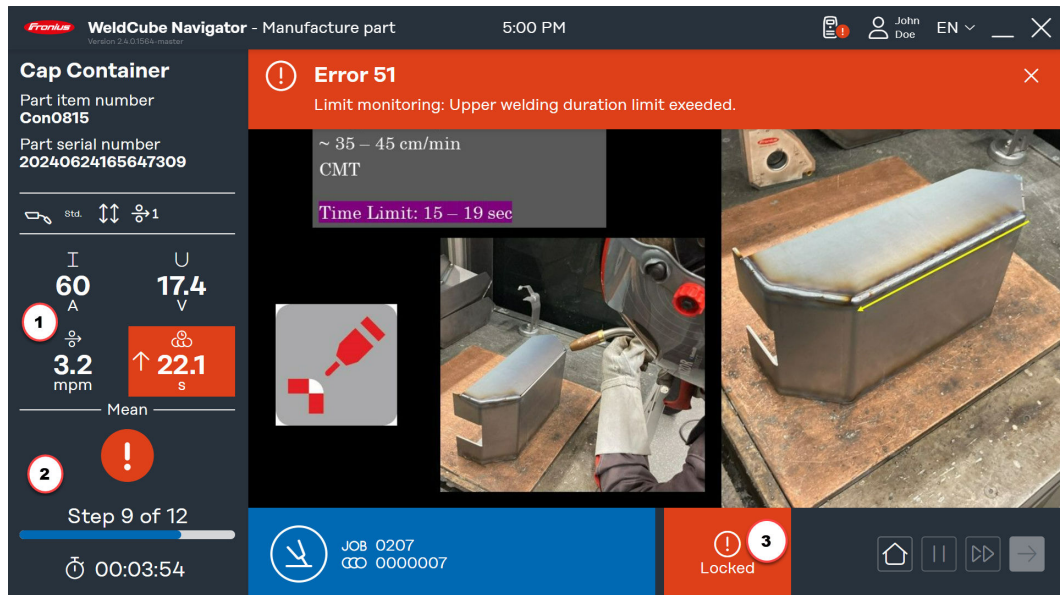 Fronius WeldCube Navigator - Manufacture part 5:00 PM John Doe EN
Version 2.4.0.1564-master
Cap Container
Part item number
Con0815
Part serial number
20240624165647309
Std. 1
I U
60 17.4
A V
1
3.2 22.1
mpm s
Mean
2
Step 9 of 12
00:03:54
Error 51
Limit monitoring: Upper welding duration limit exeeded.
~ 35 – 45 cm/min
CMT
Time Limit: 15 – 19 sec
JOB 0207
0000007
3
Locked